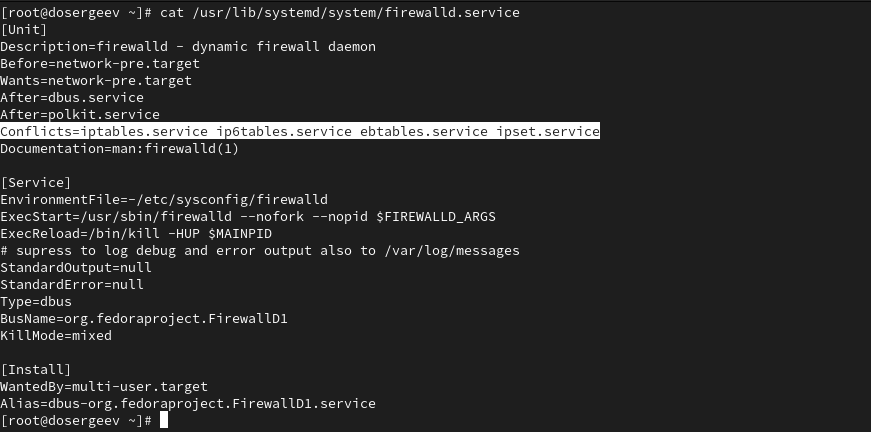 [root@dosergeev ~]# cat /usr/lib/systemd/system/firewalld.service
[Unit]
Description=firewalld - dynamic firewall daemon
Before=network-pre.target
Wants=network-pre.target
After=dbus.service
After=polkit.service
Conflicts=iptables.service ip6tables.service ebtables.service ipset.service
Documentation=man:firewalld(1)

[Service]
EnvironmentFile=-/etc/sysconfig/firewalld
ExecStart=/usr/sbin/firewalld --nofork --nopid $FIREWALLD_ARGS
ExecReload=/bin/kill -HUP $MAINPID
# supress to log debug and error output also to /var/log/messages
StandardOutput=null
StandardError=null
Type=dbus
BusName=org.fedoraproject.FirewallD1
KillMode=mixed

[Install]
WantedBy=multi-user.target
Alias=dbus-org.fedoraproject.FirewallD1.service
[root@dosergeev ~]#